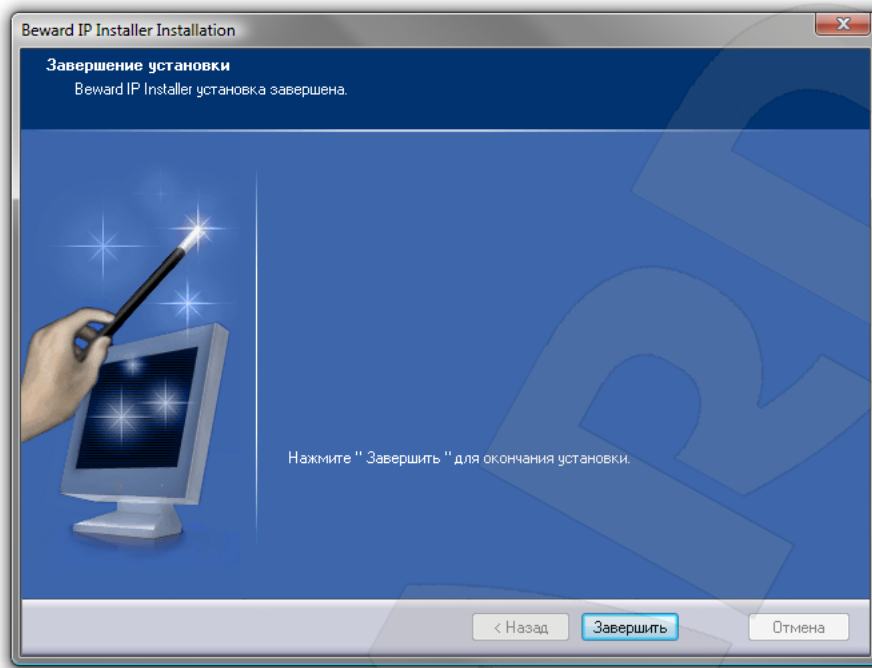 Beward IP Installer Installation
Завершение установки
Beward IP Installer установка завершена.
Нажмите " Завершить " для окончания установки.
< Назад
Завершить
Отмена